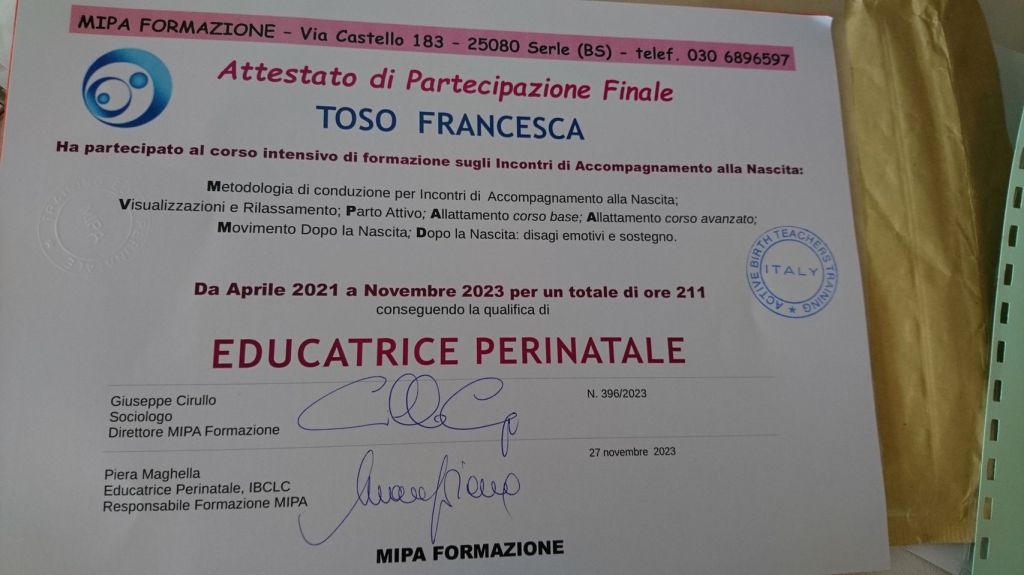 MIPA FORMAZIONE – Via Castello 183 – 25080 Serle (BS) – telef. 030 6896597
Attestato di Partecipazione Finale
TOSO FRANCESCA
Ha partecipato al corso intensivo di formazione sugli Incontri di Accompagnamento alla Nascita:
Metodologia di conduzione per Incontri di Accompagnamento alla Nascita;
Visualizzazioni e Rilassamento; Parto Attivo; Allattamento corso base; Allattamento corso avanzato;
Movimento Dopo la Nascita; Dopo la Nascita: disagi emotivi e sostegno.
ACTIVE BIRTH TEACHERS TRAINING ★
ITALY
Da Aprile 2021 a Novembre 2023 per un totale di ore 211
conseguendo la qualifica di
EDUCATRICE PERINATALE
Giuseppe Cirullo
Sociologo
Direttore MIPA Formazione
N. 396/2023
27 novembre 2023
Piera Maghella
Educatrice Perinatale, IBCLC
Responsabile Formazione MIPA
MIPA FORMAZIONE